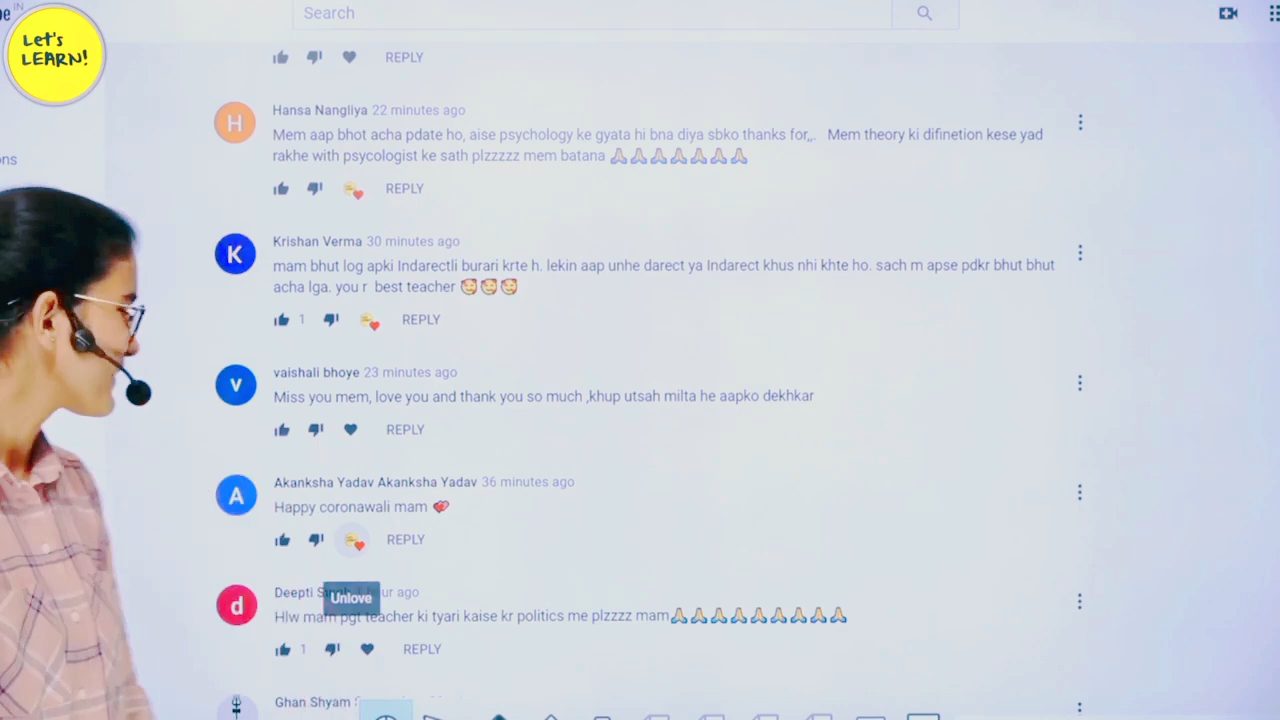 IN
Let's
LEARN!
Search
REPLY
Hansa Nangliya 22 minutes ago
Mem aap bhot acha pdate ho, aise psychology ke gyata hi bna diya sbko thanks for,,. Mem theory ki difinetion kese yad
rakhe with psycologist ke sath plzzzzz mem batana 🙏🙏🙏🙏🙏🙏🙏
REPLY
H
Krishan Verma 30 minutes ago
mam bhut log apki Indarectli burari krte h. lekin aap unhe darect ya Indarect khus nhi khte ho. sach m apse pdkr bhut bhut
acha lga. you r best teacher 🥰🥰🥰
1 REPLY
K
vaishali bhoye 23 minutes ago
Miss you mem, love you and thank you so much ,khup utsah milta he aapko dekhkar
REPLY
v
Akanksha Yadav Akanksha Yadav 36 minutes ago
Happy coronawali mam 💞
REPLY
A
Deepti hour ago
Unlove
Hlw mam pgt teacher ki tyari kaise kr politics me plzzzz mam🙏🙏🙏🙏🙏🙏🙏🙏🙏
1 REPLY
d
Ghan Shyam